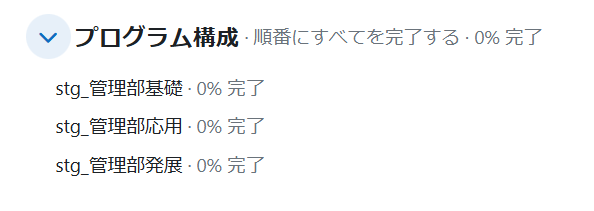 プログラム構成 · 順番にすべてを完了する · 0% 完了
stg_管理部基礎 · 0% 完了
stg_管理部応用 · 0% 完了
stg_管理部発展 · 0% 完了